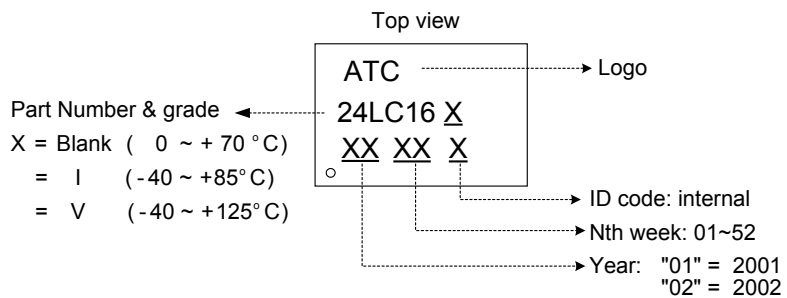 Top view
ATC
Logo
Part Number & grade
24LC16 X
X = Blank ( 0 ~ + 70 °C)
XX XX X
= I (-40 ~ +85°C)
= V (-40 ~ +125°C)
ID code: internal
Nth week: 01~52
Year: "01" = 2001
"02" = 2002